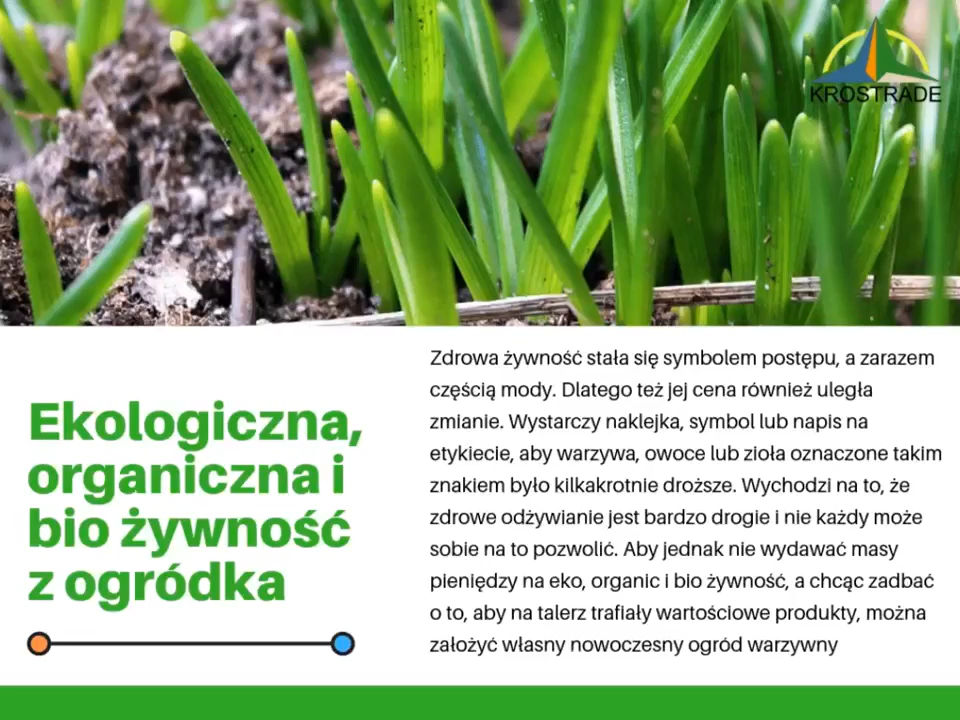 KROSTRADE
Ekologiczna,
organiczna i
bio żywność
z ogródka
Zdrowa żywność stała się symbolem postępu, a zarazem
częścią mody. Dlatego też jej cena również uległa
zmianie. Wystarczy naklejka, symbol lub napis na
etykiecie, aby warzywa, owoce lub zioła oznaczone takim
znakiem było kilkakrotnie droższe. Wychodzi na to, że
zdrowe odżywianie jest bardzo drogie i nie każdy może
sobie na to pozwolić. Aby jednak nie wydawać masy
pieniędzy na eko, organic i bio żywność, a chcąc zadbać
o to, aby na talerz trafiały wartościowe produkty, można
założyć własny nowoczesny ogród warzywny